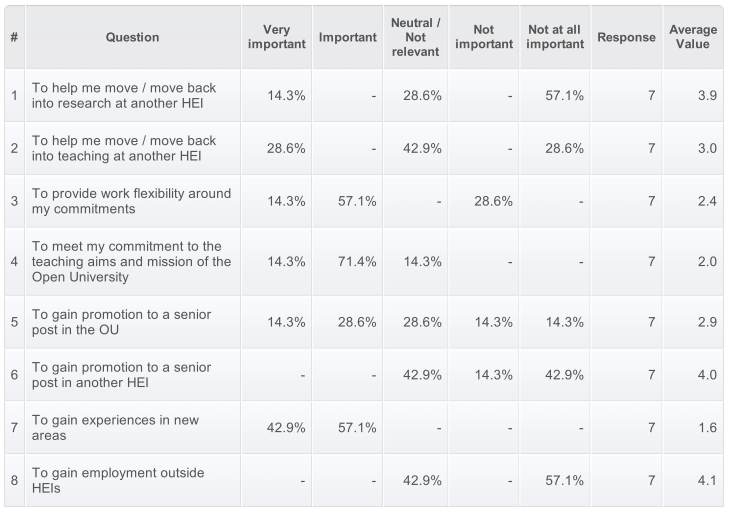 # Question Very important Important Neutral / Not relevant Not important Not at all important Response Average Value
1 To help me move / move back into research at another HEI 14.3% - 28.6% - 57.1% 7 3.9
2 To help me move / move back into teaching at another HEI 28.6% - 42.9% - 28.6% 7 3.0
3 To provide work flexibility around my commitments 14.3% 57.1% - 28.6% - 7 2.4
4 To meet my commitment to the teaching aims and mission of the Open University 14.3% 71.4% 14.3% - - 7 2.0
5 To gain promotion to a senior post in the OU 14.3% 28.6% 28.6% 14.3% 14.3% 7 2.9
6 To gain promotion to a senior post in another HEI - - 42.9% 14.3% 42.9% 7 4.0
7 To gain experiences in new areas 42.9% 57.1% - - - 7 1.6
8 To gain employment outside HEIs - - 42.9% - 57.1% 7 4.1